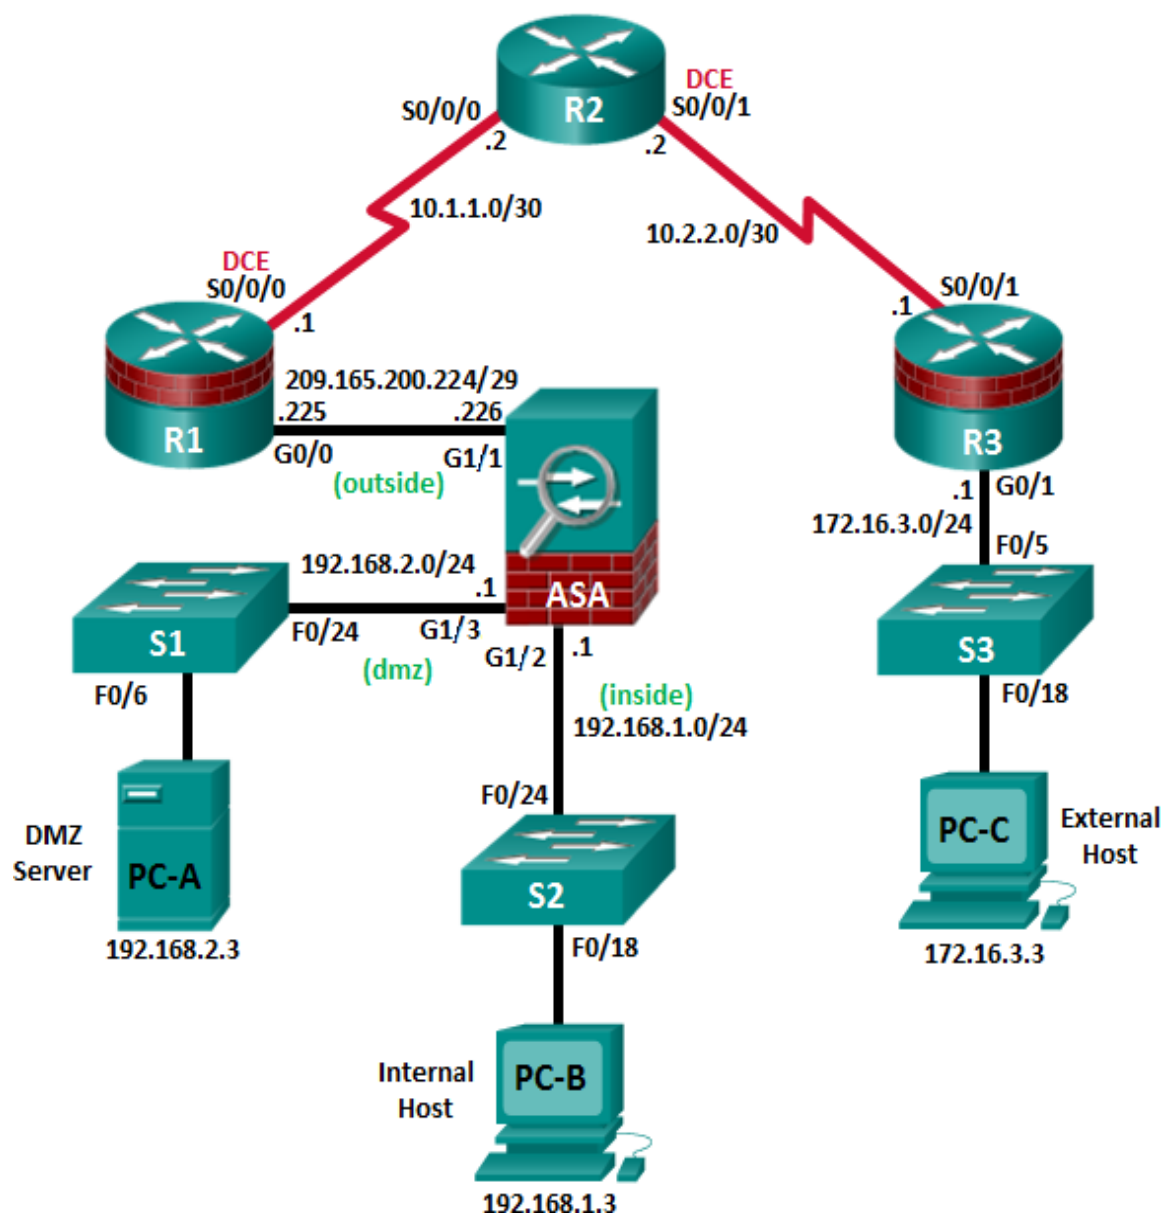 DCE
S0/0/0
S0/0/1
R2
.2
.2
10.1.1.0/30
10.2.2.0/30
DCE
S0/0/0
.1
S0/0/1
.1
R1
209.165.200.224/29
.225
.226
G0/0
G1/1
(outside)
R3
.1
G0/1
172.16.3.0/24
F0/5
192.168.2.0/24
.1
ASA
S1
F0/24
G1/3
G1/2
.1
(dmz)
S3
F0/6
(inside)
192.168.1.0/24
F0/18
F0/24
DMZ
Server
PC-A
192.168.2.3
S2
PC-C
External
Host
172.16.3.3
F0/18
Internal
Host
PC-B
192.168.1.3